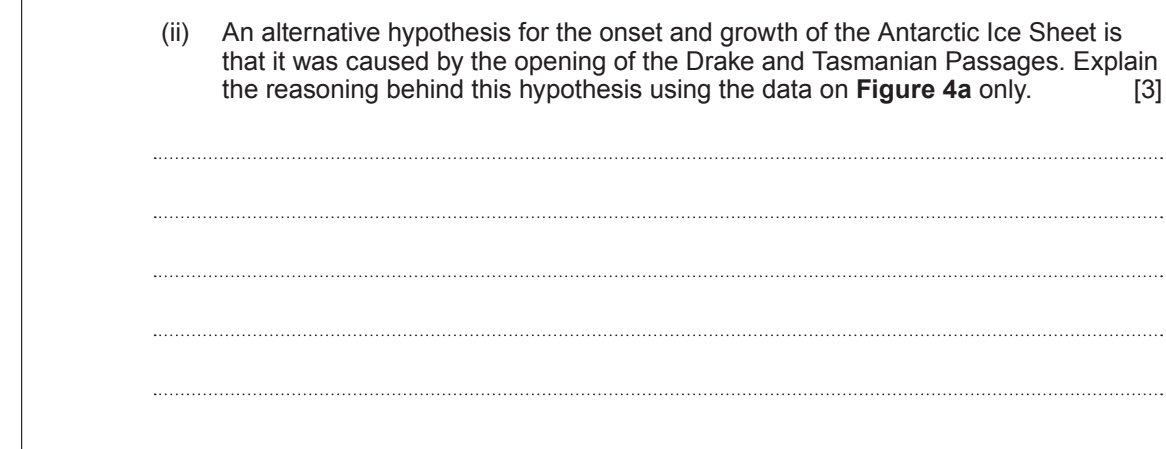 (ii) An alternative hypothesis for the onset and growth of the Antarctic Ice Sheet is
that it was caused by the opening of the Drake and Tasmanian Passages. Explain
the reasoning behind this hypothesis using the data on Figure 4a only. [3]